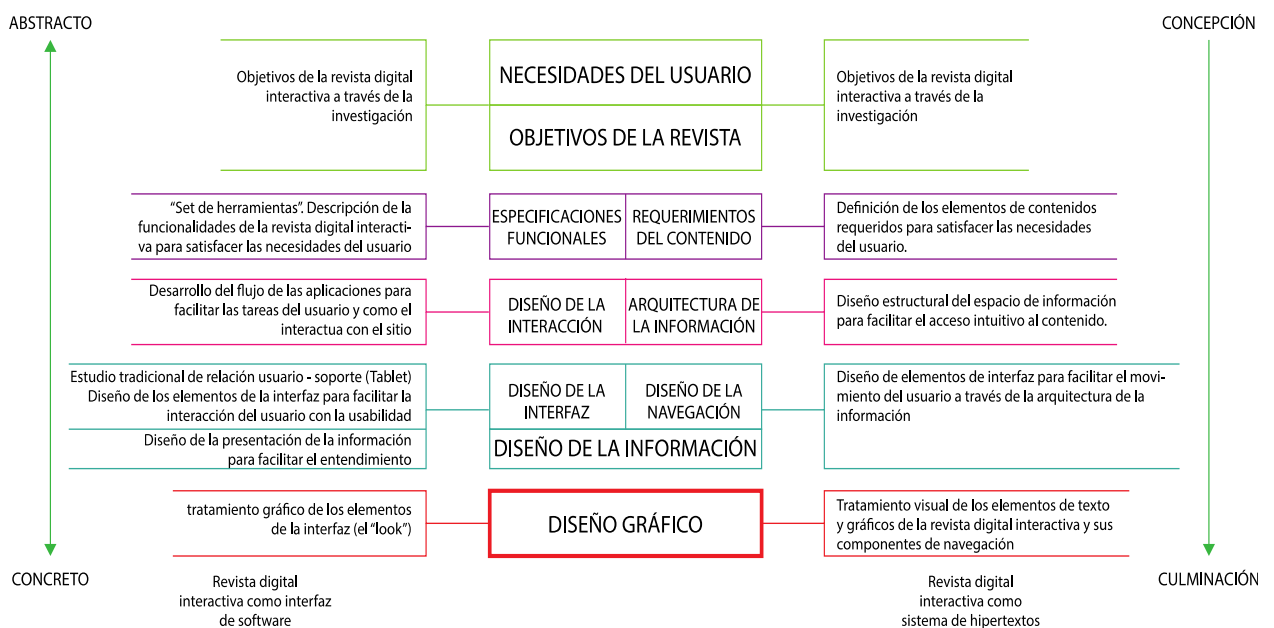 ABSTRACTO
CONCEPCIÓN
Objetivos de la revista digital
interactiva a través de la
investigación
NECESIDADES DEL USUARIO
OBJETIVOS DE LA REVISTA
Objetivos de la revista digital
interactiva a través de la
investigación
“Set de herramientas”. Descripción de la
funcionalidades de la revista digital interacti-
va para satisfacer las necesidades del usuario
ESPECIFICACIONES
FUNCIONALES
REQUERIMIENTOS
DEL CONTENIDO
Definición de los elementos de contenidos
requeridos para satisfacer las necesidades
del usuario.
Desarrollo del flujo de las aplicaciones para
facilitar las tareas del usuario y como el
interactua con el sitio
DISEÑO DE LA
INTERACCIÓN
ARQUITECTURA DE
LA INFORMACIÓN
Diseño estructural del espacio de información
para facilitar el acceso intuitivo al contenido.
Estudio tradicional de relación usuario - soporte (Tablet)
Diseño de los elementos de la interfaz para facilitar la
interacción del usuario con la usabilidad
Diseño de la presentación de la información
para facilitar el entendimiento
DISEÑO DE LA
INTERFAZ
DISEÑO DE LA
NAVEGACIÓN
DISEÑO DE LA INFORMACIÓN
Diseño de elementos de interfaz para facilitar el movi-
miento del usuario a través de la arquitectura de la
información
tratamiento gráfico de los elementos
de la interfaz (el “look”)
DISEÑO GRÁFICO
Tratamiento visual de los elementos de texto
y gráficos de la revista digital interactiva y sus
componentes de navegación
CONCRETO
Revista digital
interactiva como interfaz
de software
Revista digital
interactiva como
sistema de hipertextos
CULMINACIÓN